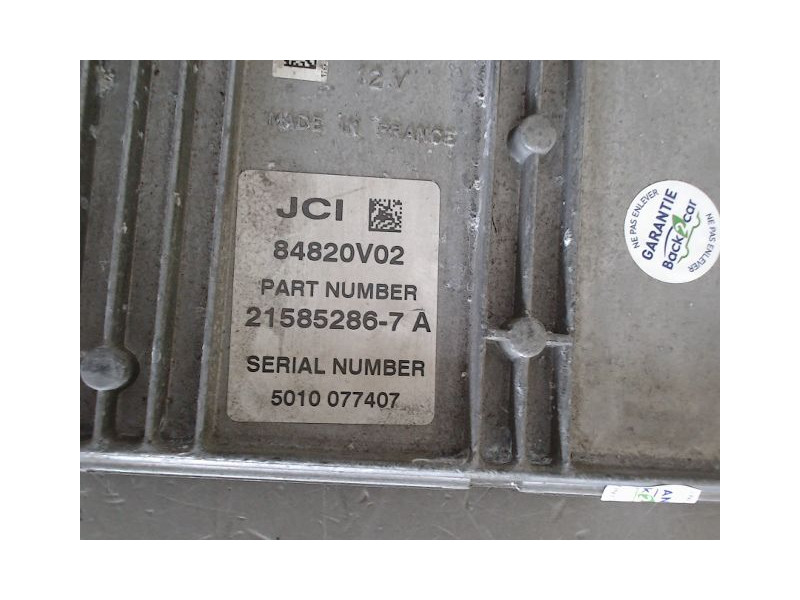 12 V
MADE IN FRANCE
JCI
84820V02
PART NUMBER
21585286-7 A
SERIAL NUMBER
5010 077407
NE PAS ENLEVER
GARANTIE
Back2car
NE PAS ENLEVER